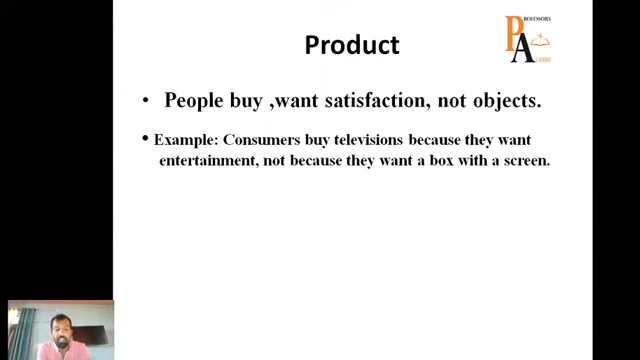 Product
PROFESSORS
PA
• People buy ,want satisfaction, not objects.
• Example: Consumers buy televisions because they want
entertainment, not because they want a box with a screen.